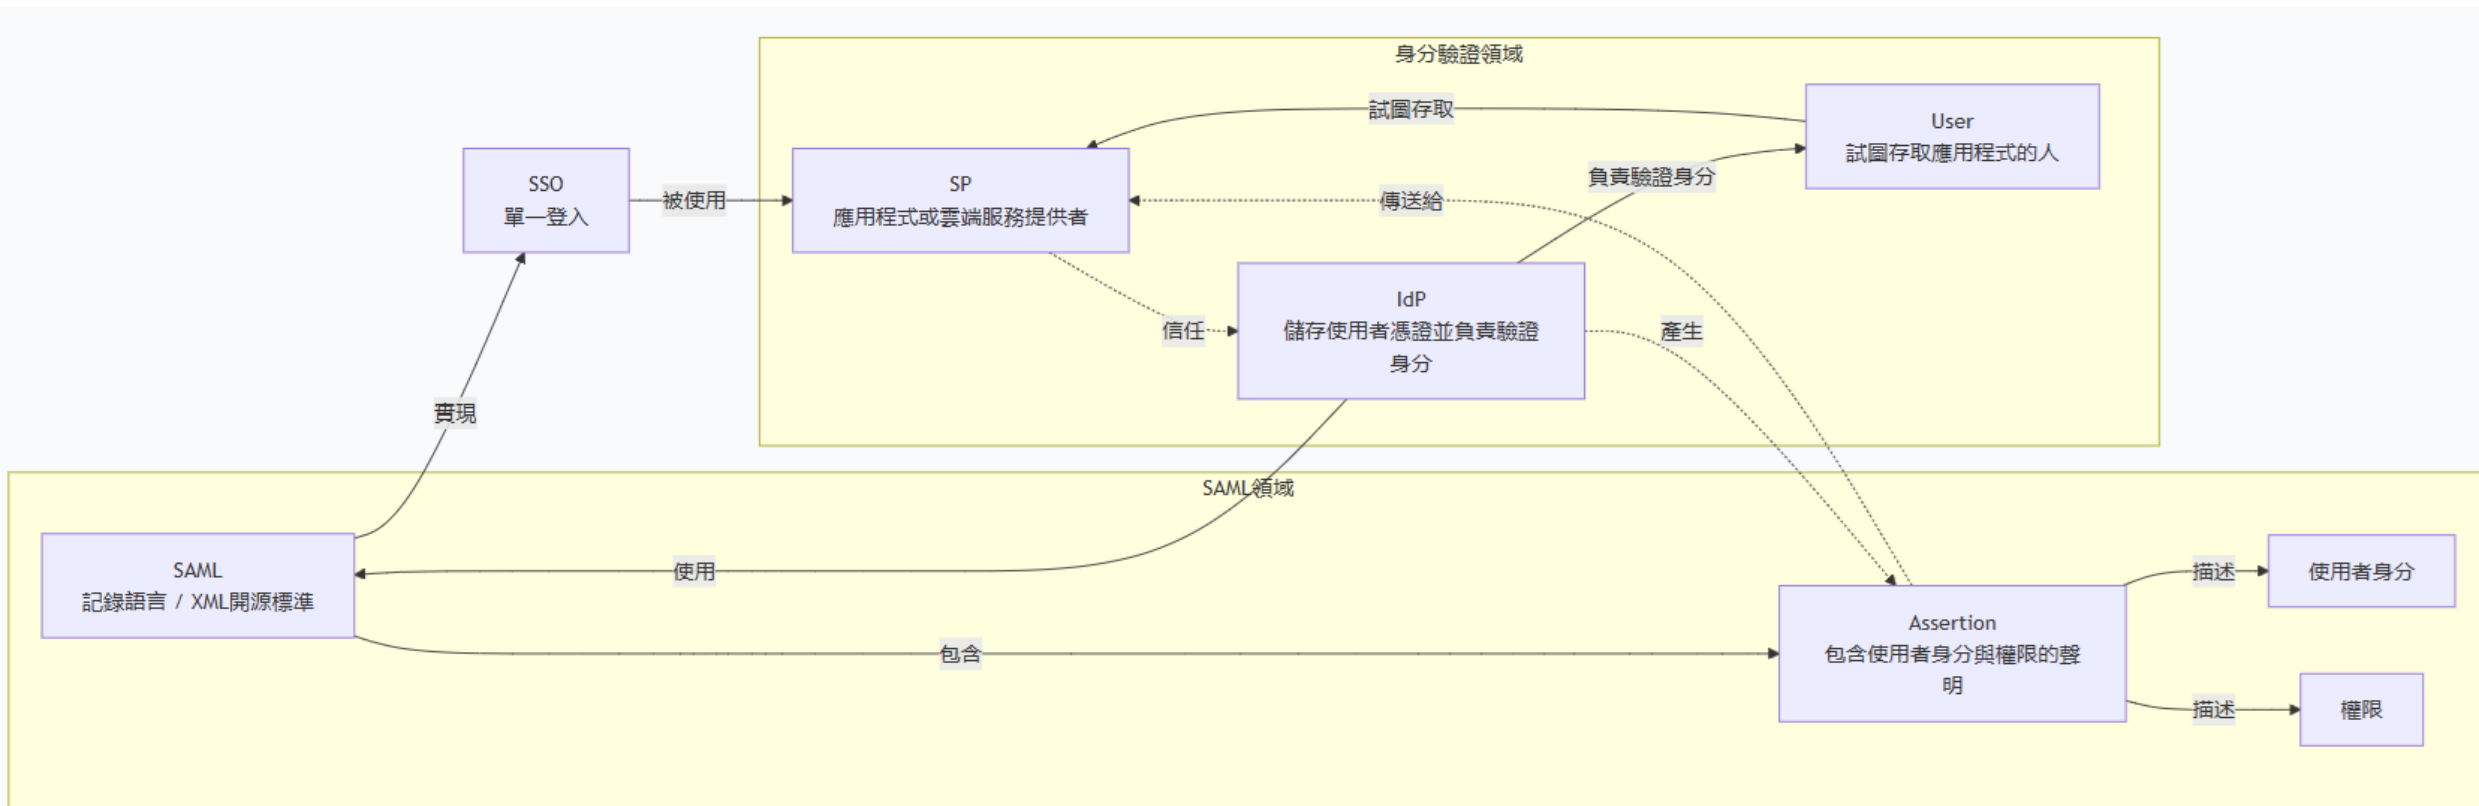 身分驗證領域
試圖存取
User
試圖存取應用程式的人
負責驗證身分
SSO
單一登入
被使用
SP
應用程式或雲端服務提供者
傳送給
IdP
儲存使用者憑證並負責驗證
身分
信任
產生
實現
SAML領域
SAML
記錄語言 / XML開源標準
使用
包含
Assertion
包含使用者身分與權限的聲
明
描述
使用者身分
描述
權限